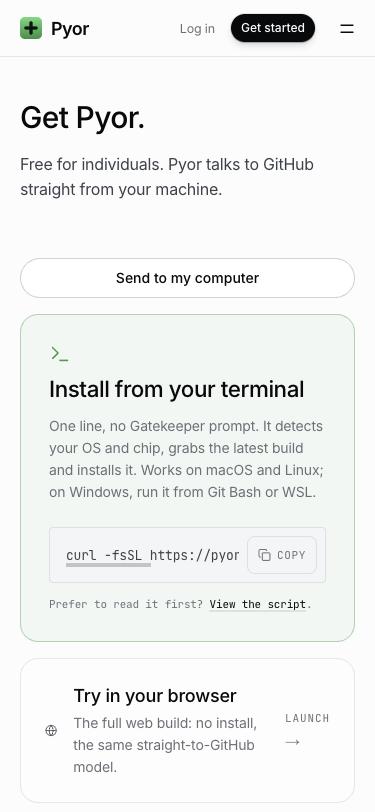 Pyor
Log in
Get started
Get Pyor.
Free for individuals. Pyor talks to GitHub
straight from your machine.
Send to my computer
Install from your terminal
One line, no Gatekeeper prompt. It detects
your OS and chip, grabs the latest build
and installs it. Works on macOS and Linux;
on Windows, run it from Git Bash or WSL.
curl -fsSL https://pyor
COPY
Prefer to read it first? View the script.
Try in your browser
The full web build: no install,
the same straight-to-GitHub
model.
LAUNCH
→